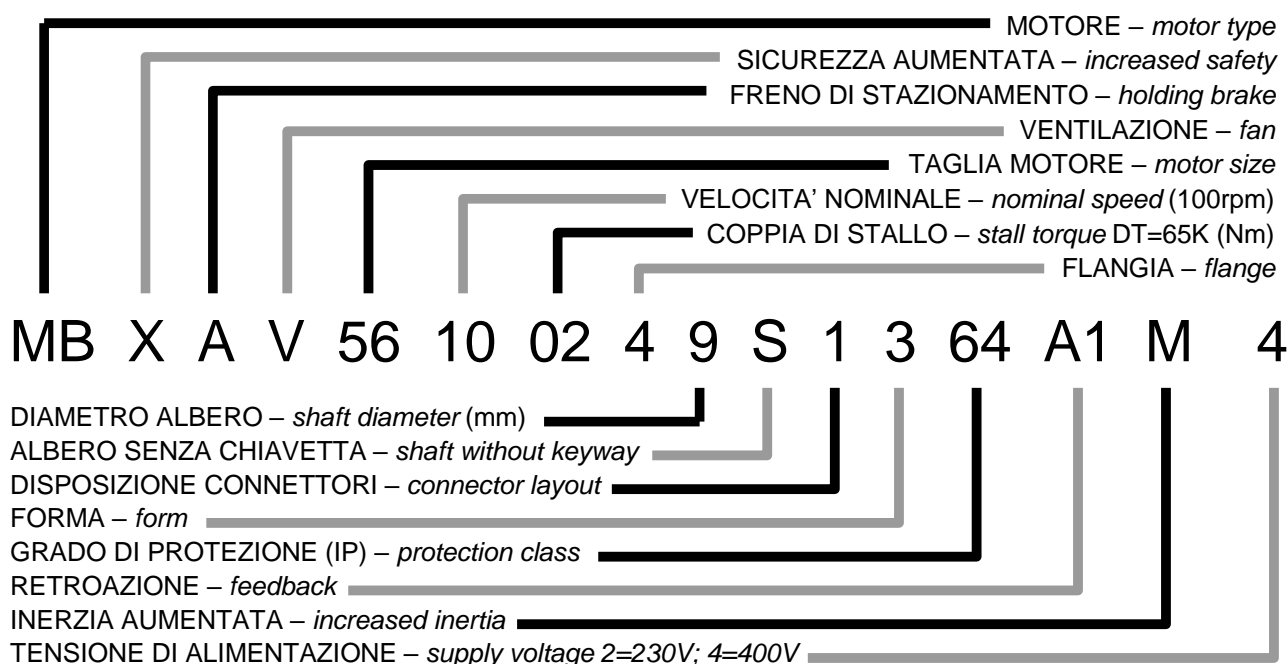 MOTORE – motor type
SICUREZZA AUMENTATA – increased safety
FRENO DI STAZIONAMENTO – holding brake
VENTILAZIONE – fan
TAGLIA MOTORE – motor size
VELOCITA' NOMINALE – nominal speed (100rpm)
COPPIA DI STALLO – stall torque DT=65K (Nm)
FLANGIA – flange
MB X A V 56 10 02 4 9 S 1 3 64 A1 M 4
DIAMETRO ALBERO – shaft diameter (mm)
ALBERO SENZA CHIAVETTA – shaft without keyway
DISPOSIZIONE CONNETTORI – connector layout
FORMA – form
GRADO DI PROTEZIONE (IP) – protection class
RETROAZIONE – feedback
INERZIA AUMENTATA – increased inertia
TENSIONE DI ALIMENTAZIONE – supply voltage 2=230V; 4=400V